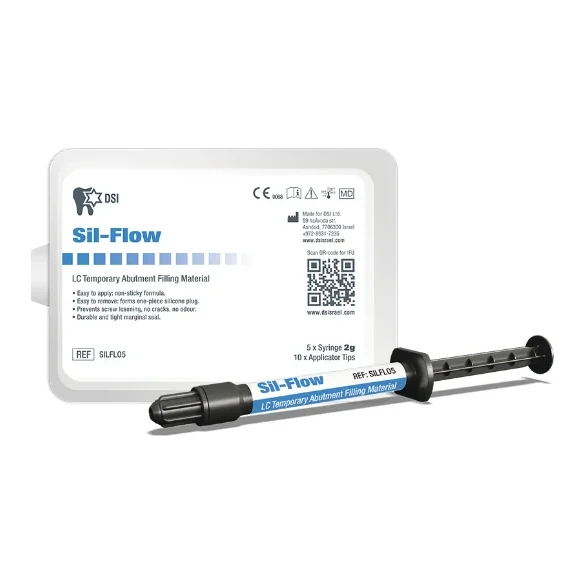 DSI
Sil-Flow
LC Temporary Abutment Filling Material
• Easy to apply: non-sticky formula.
• Easy to remove: forms one-piece silicone plug.
• Prevents screw losening, no cracks, no odour.
• Durable and tight marginal seal.
REF SILFL05
CE MD
Made for DSI Ltd.
Ashdod, 7766300 Israel
www.dsisrael.com
Scan QR-code for IFU
www.dsisrael.com
5 x Syringe 2g
10 x Applicator Tips
Sil-Flow
REF: SILFL05
LC Temporary Abutment Filling Material